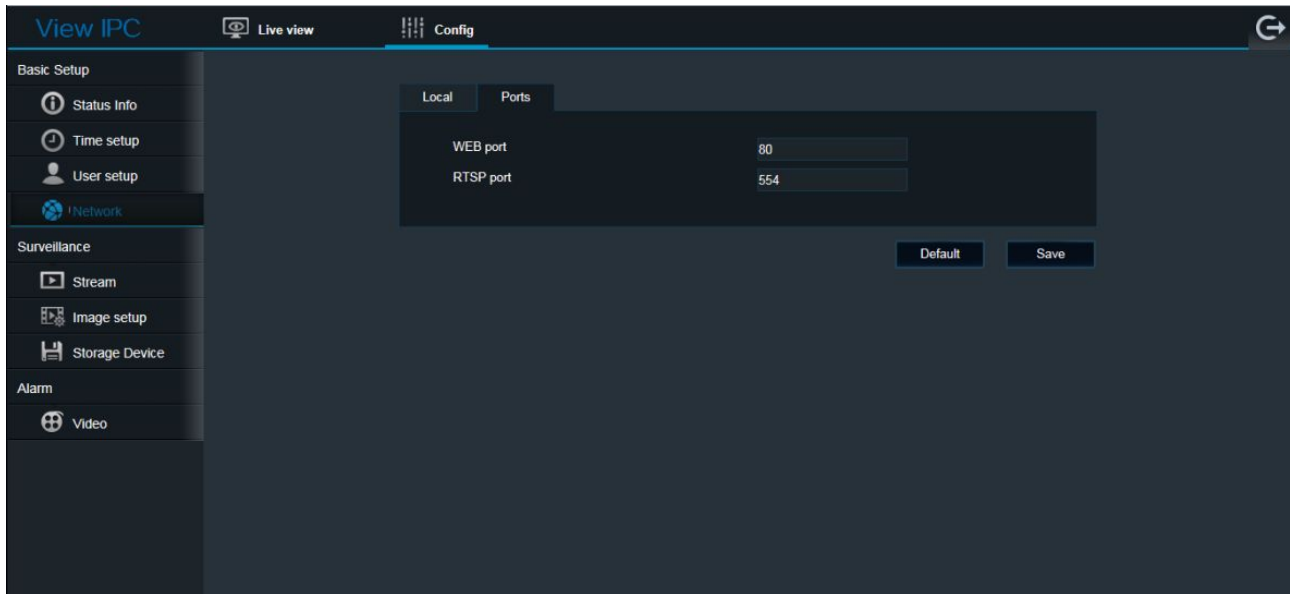 View IPC
Live view
Config
Basic Setup
Status Info
Time setup
User setup
Network
Surveillance
Stream
Image setup
Storage Device
Alarm
Video
Local Ports
WEB port 80
RTSP port 554
Default Save